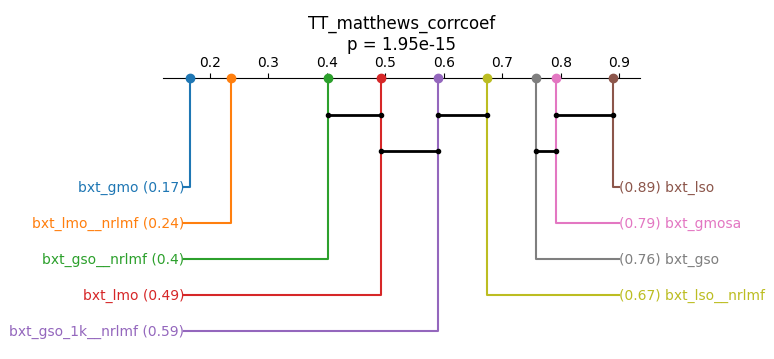 TT_matthews_corrcoef
p = 1.95e-15
0.2 0.3 0.4 0.5 0.6 0.7 0.8 0.9
bxt_gmo (0.17) (0.89) bxt_lso
bxt_lmo__nrlmf (0.24) (0.79) bxt_gmosa
bxt_gso__nrlmf (0.4) (0.76) bxt_gso
bxt_lmo (0.49) (0.67) bxt_lso__nrlmf
bxt_gso_1k__nrlmf (0.59)